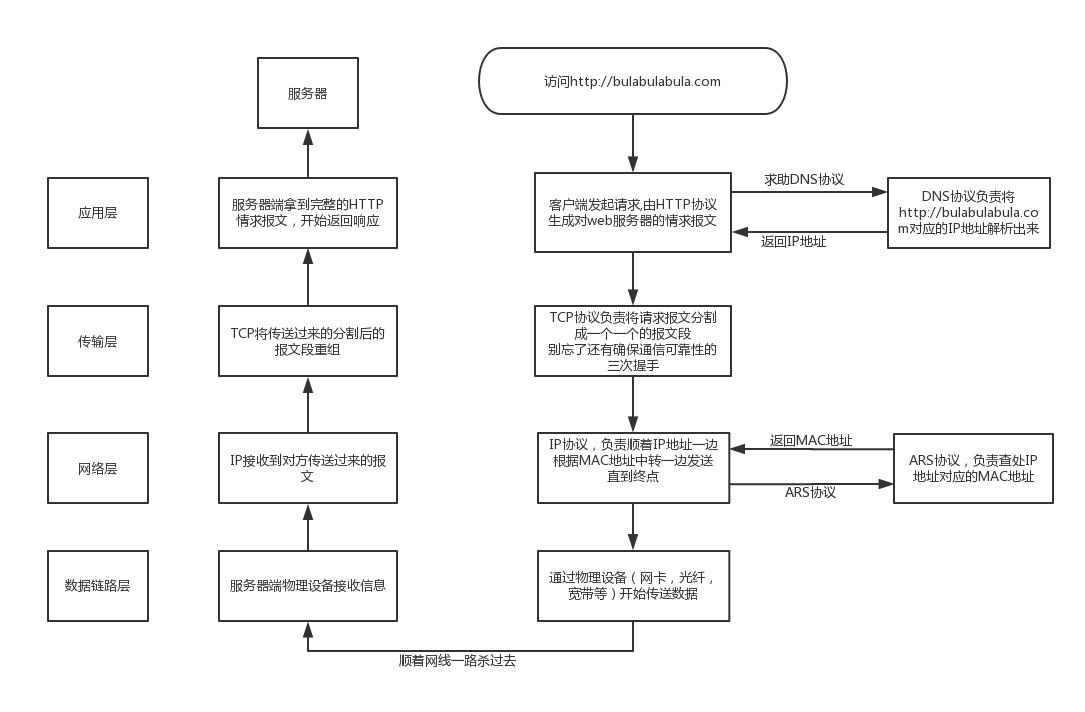 服务器
访问http://bulabulabula.com
应用层
服务器端拿到完整的HTTP
情求报文，开始返回响应
客户端发起请求,由HTTP协议
生成对web服务器的情求报文
求助DNS协议
返回IP地址
DNS协议负责将
http://bulabulabula.co
m对应的IP地址解析出来
传输层
TCP将传送过来的分割后的
报文段重组
TCP协议负责将请求报文分割
成一个一个的报文段
别忘了还有确保通信可靠性的
三次握手
网络层
IP接收到对方传送过来的报
文
IP协议，负责顺着IP地址一边
根据MAC地址中转一边发送
直到终点
返回MAC地址
ARS协议
ARS协议，负责查处IP
地址对应的MAC地址
数据链路层
服务器端物理设备接收信息
通过物理设备（网卡，光纤，
宽带等）开始传送数据
顺着网线一路杀过去